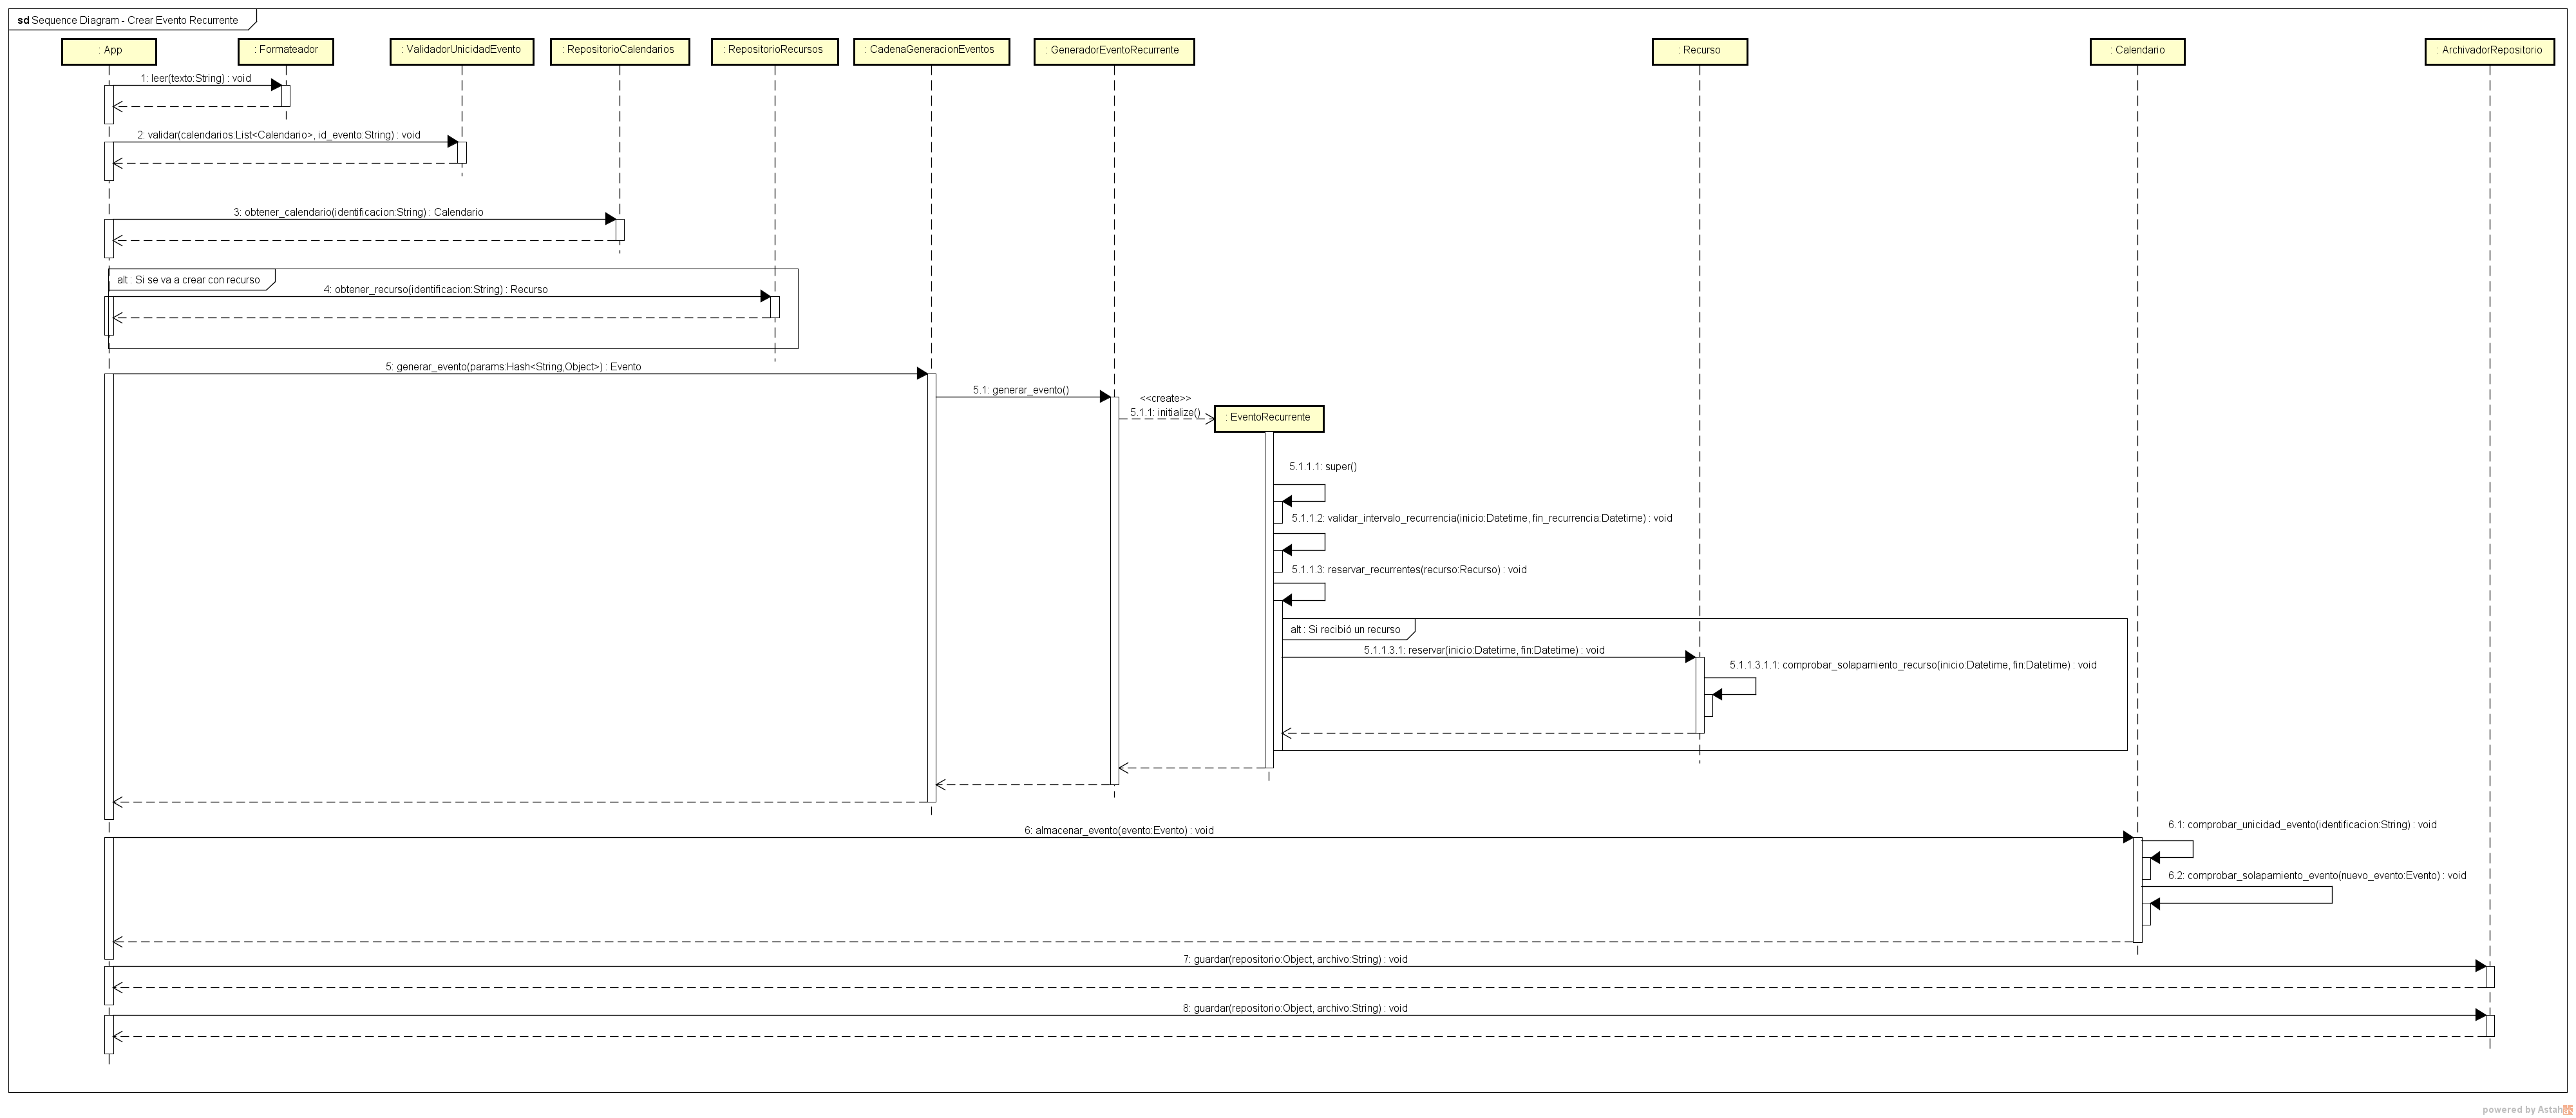 sd Sequence Diagram - Crear Evento Recurrente
: App
: Formateador
: ValidadorUnicidadEvento
: RepositorioCalendarios
: RepositorioRecursos
: CadenaGeneracionEventos
: GeneradorEventoRecurrente
: Recurso
: Calendario
: ArchivadorRepositorio
1: leer(texto:String) : void
2: validar(calendarios:List<Calendario>, id_evento:String) : void
3: obtener_calendario(identificacion:String) : Calendario
alt : Si se va a crear con recurso
4: obtener_recurso(identificacion:String) : Recurso
5: generar_evento(params:Hash<String,Object>) : Evento
5.1: generar_evento()
<<create>>
5.1.1: initialize()
: EventoRecurrente
5.1.1.1: super()
5.1.1.2: validar_intervalo_recurrencia(inicio:Datetime, fin_recurrencia:Datetime) : void
5.1.1.3: reservar_recurrentes(recurso:Recurso) : void
alt : Si recibió un recurso
5.1.1.3.1: reservar(inicio:Datetime, fin:Datetime) : void
5.1.1.3.1.1: comprobar_solapamiento_recurso(inicio:Datetime, fin:Datetime) : void
6: almacenar_evento(evento:Evento) : void
6.1: comprobar_unicidad_evento(identificacion:String) : void
6.2: comprobar_solapamiento_evento(nuevo_evento:Evento) : void
7: guardar(repositorio:Object, archivo:String) : void
8: guardar(repositorio:Object, archivo:String) : void
powered by Astah